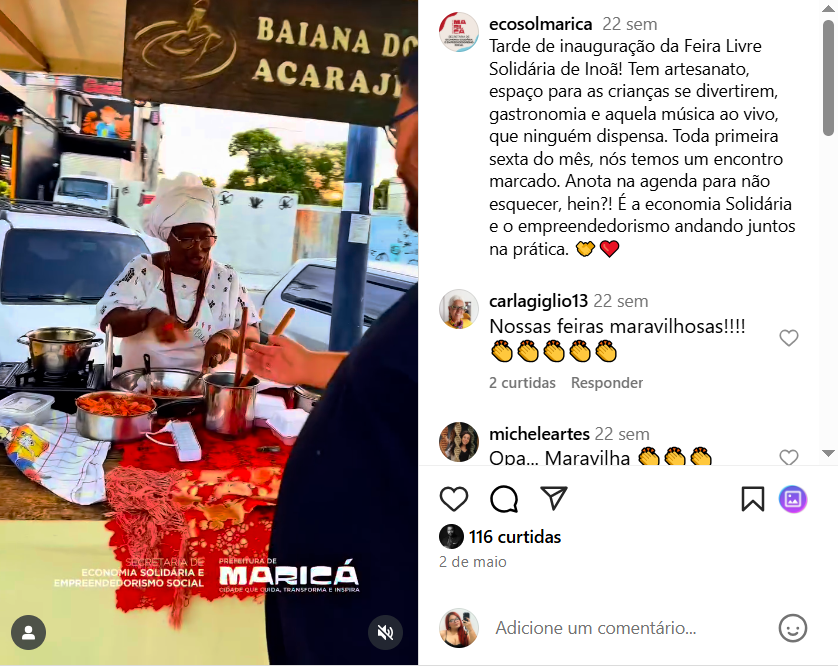 BAIANA DO
ACARAJ
SECRETARIA DE
ECONOMIA SOLIDÁRIA E
EMPREENDEDORISMO SOCIAL
PREFEITURA DE
MARICÁ
CIDADE QUE CUIDA, TRANSFORMA E INSPIRA
ecosolmarica 22 sem
Tarde de inauguração da Feira Livre
Solidária de Inoã! Tem artesanato,
espaço para as crianças se divertirem,
gastronomia e aquela música ao vivo,
que ninguém dispensa. Toda primeira
sexta do mês, nós temos um encontro
marcado. Anota na agenda para não
esquecer, hein?! É a economia Solidária
e o empreendedorismo andando juntos
na prática. 👏❤️
carlagiglio13 22 sem
Nossas feiras maravilhosas!!!!
👏👏👏👏👏
2 curtidas Responder
micheleartes 22 sem
Opa... Maravilha 👏👏👏
116 curtidas
2 de maio
Adicione um comentário...